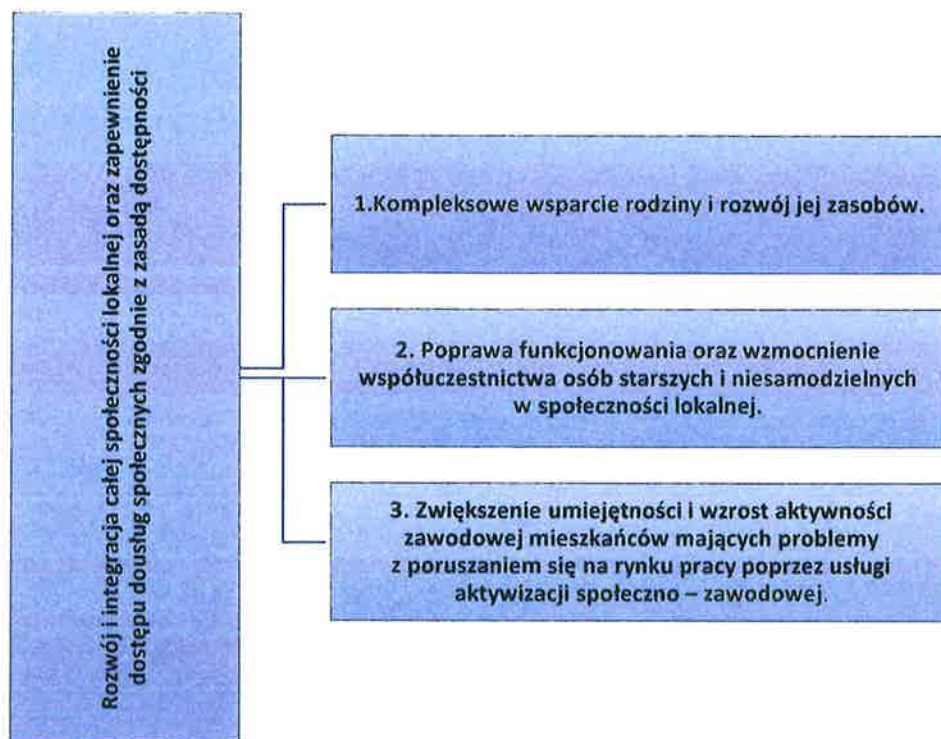 Rozwój i integracja całej społeczności lokalnej oraz zapewnienie
dostępu dousług społecznych zgodnie z zasadą dostępności
1.Kompleksowe wsparcie rodziny i rozwój jej zasobów.
2. Poprawa funkcjonowania oraz wzmocnienie
współuczestnictwa osób starszych i niesamodzielnych
w społeczności lokalnej.
3. Zwiększenie umiejętności i wzrost aktywności
zawodowej mieszkańców mających problemy
z poruszaniem się na rynku pracy poprzez usługi
aktywizacji społeczno – zawodowej.